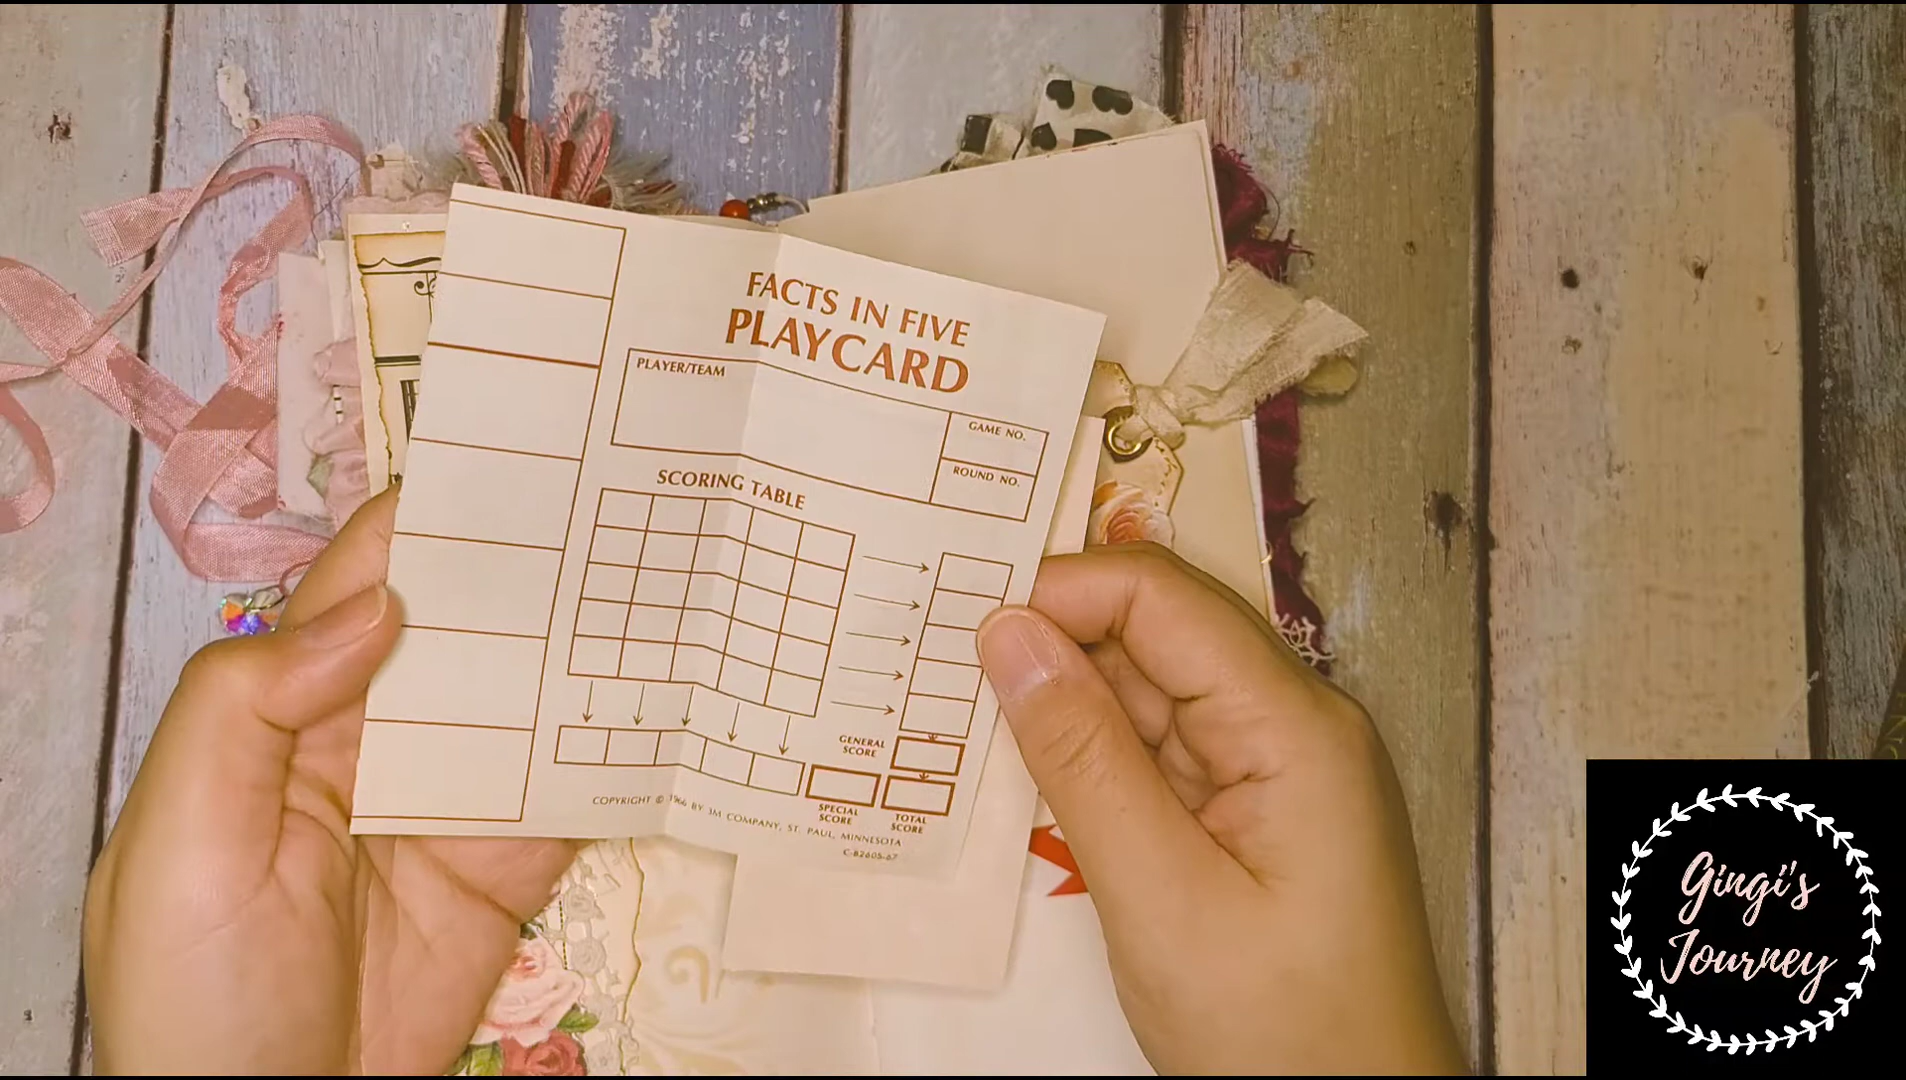 FACTS IN FIVE
PLAYCARD
PLAYER/TEAM
GAME NO.
ROUND NO.
SCORING TABLE
GENERAL
SCORE
SPECIAL
SCORE
TOTAL
SCORE
COPYRIGHT © 1966 BY 3M COMPANY, ST. PAUL, MINNESOTA
C-B2605-67
Gingi's
Journey